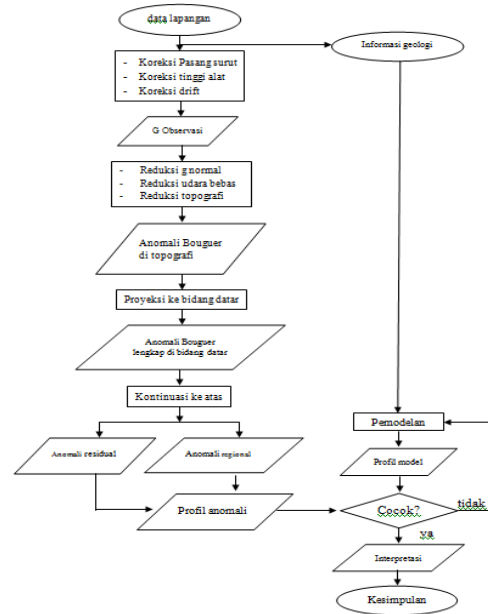 data lapangan
Informasi geologi
- Koreksi Pasang surut
- Koreksi tinggi alat
- Koreksi drift
G Observasi
- Reduksi g normal
- Reduksi udara bebas
- Reduksi topografi
Anomali Bouguer
di topografi
Proyeksi ke bidang datar
Anomali Bouguer
lengkap di bidang datar
Kontinuasi ke atas
Pemodelan
Anomali residual
Anomali regional
Profil model
Profil anomali
Cocok?
tidak
ya
Interpretasi
Kesimpulan